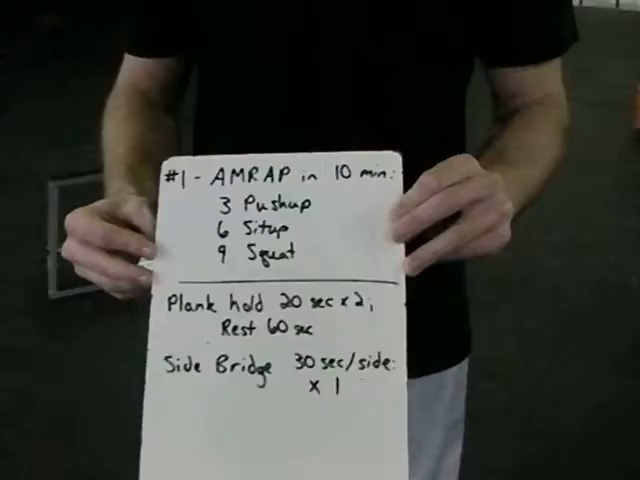 #1 - AMRAP in 10 min:
3 Pushup
6 Situp
9 Squat
Plank hold 20 sec x 2;
Rest 60 sec
Side Bridge 30 sec/side:
x 1